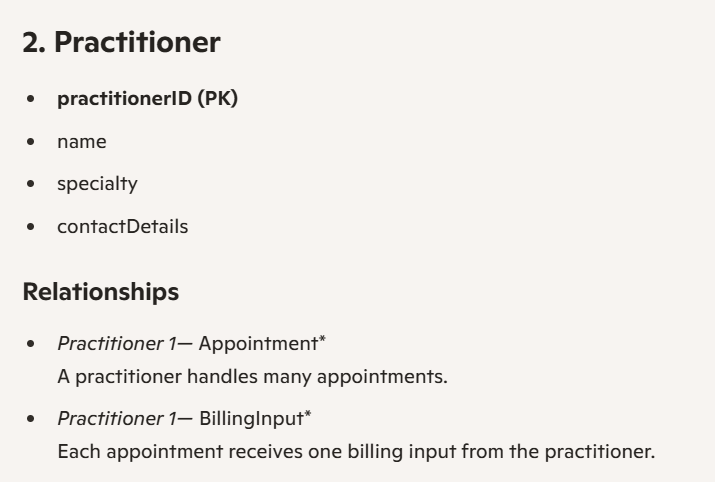 2. Practitioner
practitionerID (PK)
name
specialty
contactDetails
Relationships
Practitioner 1— Appointment*
A practitioner handles many appointments.
Practitioner 1— BillingInput*
Each appointment receives one billing input from the practitioner.